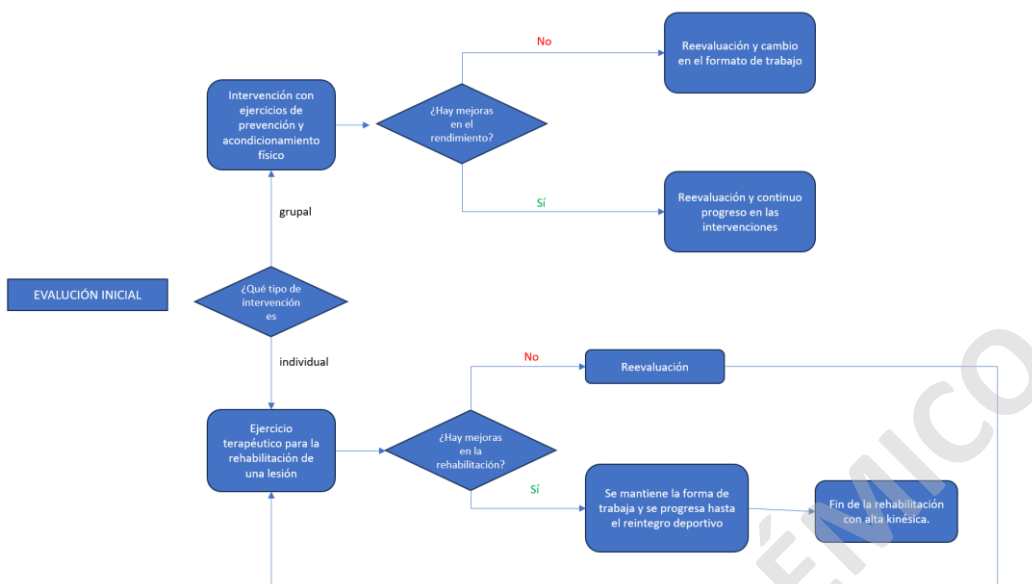 No
Reevaluación y cambio
en el formato de trabajo
Intervención con
ejercicios de
prevención y
acondicionamiento
físico
¿Hay mejoras
en el
rendimiento?
Sí
Reevaluación y continuo
progreso en las
intervenciones
grupal
EVALUCIÓN INICIAL
¿Qué tipo de
intervención
es
individual
No
Reevaluación
Ejercicio
terapéutico para la
rehabilitación de
una lesión
¿Hay mejoras
en la
rehabilitación?
Sí
Se mantiene la forma de
trabaja y se progresa hasta
el reintegro deportivo
Fin de la rehabilitación
con alta kinésica.
ÉMICO